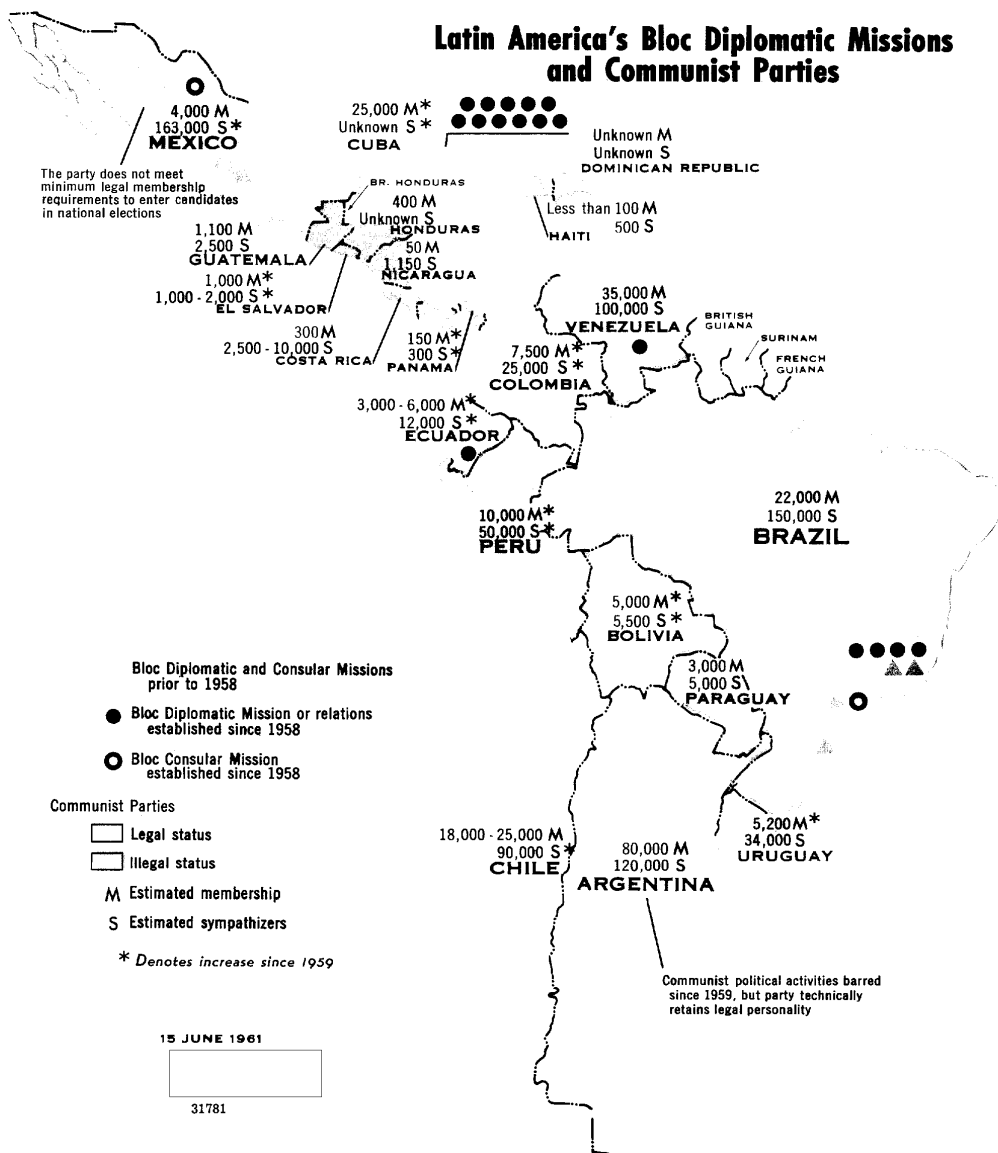 Latin America's Bloc Diplomatic Missions
and Communist Parties
4,000 M
163,000 S*
MEXICO
The party does not meet
minimum legal membership
requirements to enter candidates
in national elections
25,000 M*
Unknown S*
CUBA
Unknown M
Unknown S
DOMINICAN REPUBLIC
Less than 100 M
500 S
HAITI
BR. HONDURAS
400 M
Unknown S
HONDURAS
1,100 M
2,500 S
GUATEMALA
50 M
1,150 S
NICARAGUA
1,000 M*
1,000 - 2,000 S*
EL SALVADOR
300 M
2,500 - 10,000 S
COSTA RICA
150 M*
300 S*
PANAMA
35,000 M
100,000 S
VENEZUELA
BRITISH
GUIANA
SURINAM
FRENCH
GUIANA
7,500 M*
25,000 S*
COLOMBIA
3,000 - 6,000 M*
12,000 S*
ECUADOR
10,000 M*
50,000 S*
PERU
22,000 M
150,000 S
BRAZIL
5,000 M*
5,500 S*
BOLIVIA
3,000 M
5,000 S
PARAGUAY
18,000 - 25,000 M
90,000 S*
CHILE
80,000 M
120,000 S
ARGENTINA
5,200 M*
34,000 S
URUGUAY
Communist political activities barred
since 1959, but party technically
retains legal personality
Bloc Diplomatic and Consular Missions
prior to 1958
Bloc Diplomatic Mission or relations
established since 1958
Bloc Consular Mission
established since 1958
Communist Parties
Legal status
Illegal status
M Estimated membership
S Estimated sympathizers
* Denotes increase since 1959
15 JUNE 1961
31781